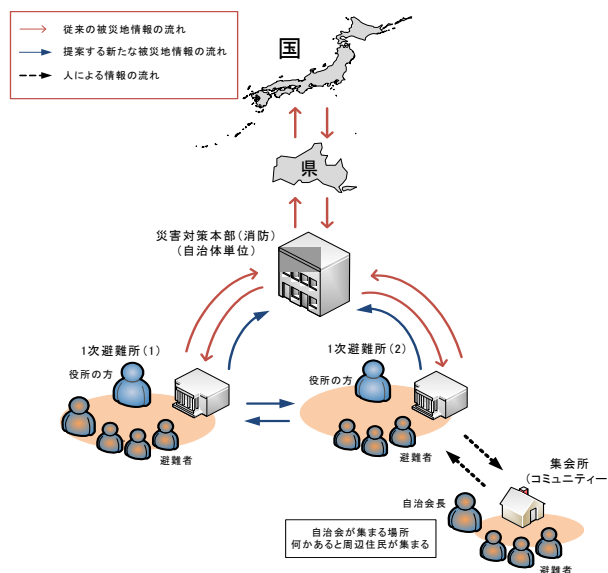 従来の被災地情報の流れ
提案する新たな被災地情報の流れ
人による情報の流れ
国
県
災害対策本部(消防)
(自治体単位)
1次避難所(1)
役所の方
避難者
1次避難所(2)
役所の方
避難者
集会所
(コミュニティー
自治会長
自治会が集まる場所
何かあると周辺住民が集まる
避難者